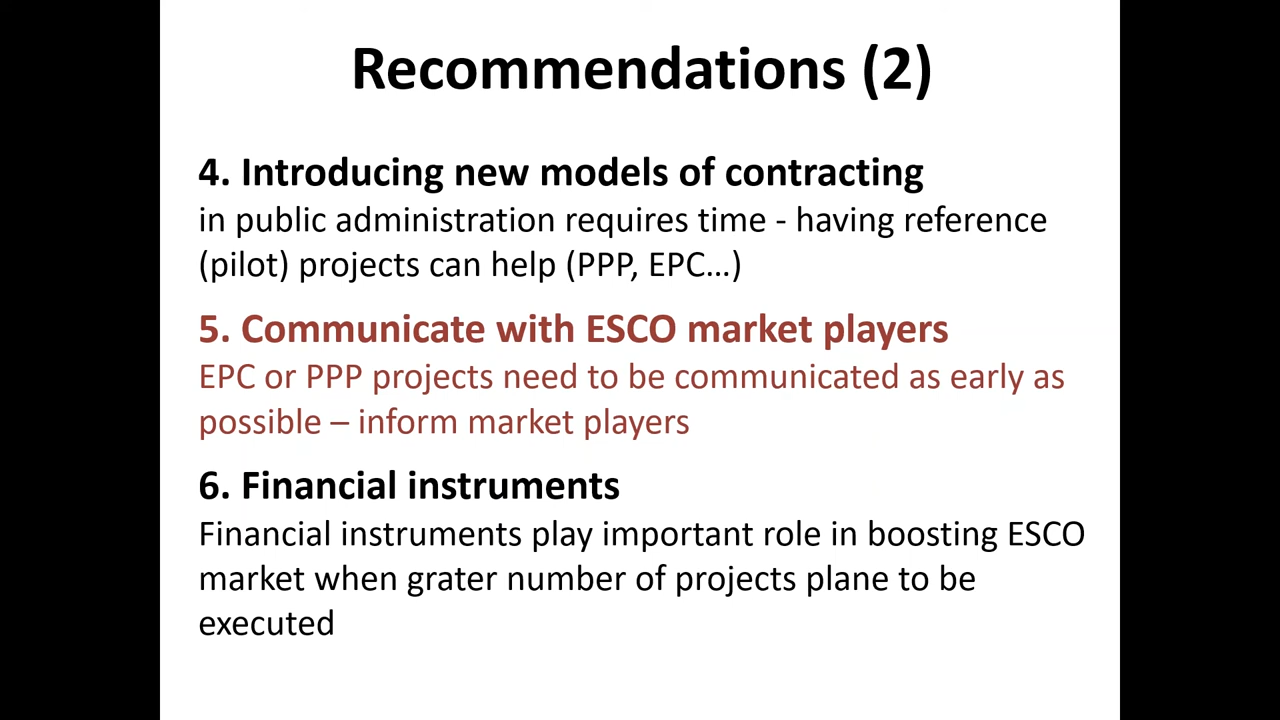 Recommendations (2)
4. Introducing new models of contracting
in public administration requires time - having reference
(pilot) projects can help (PPP, EPC…)
5. Communicate with ESCO market players
EPC or PPP projects need to be communicated as early as
possible – inform market players
6. Financial instruments
Financial instruments play important role in boosting ESCO
market when grater number of projects plane to be
executed